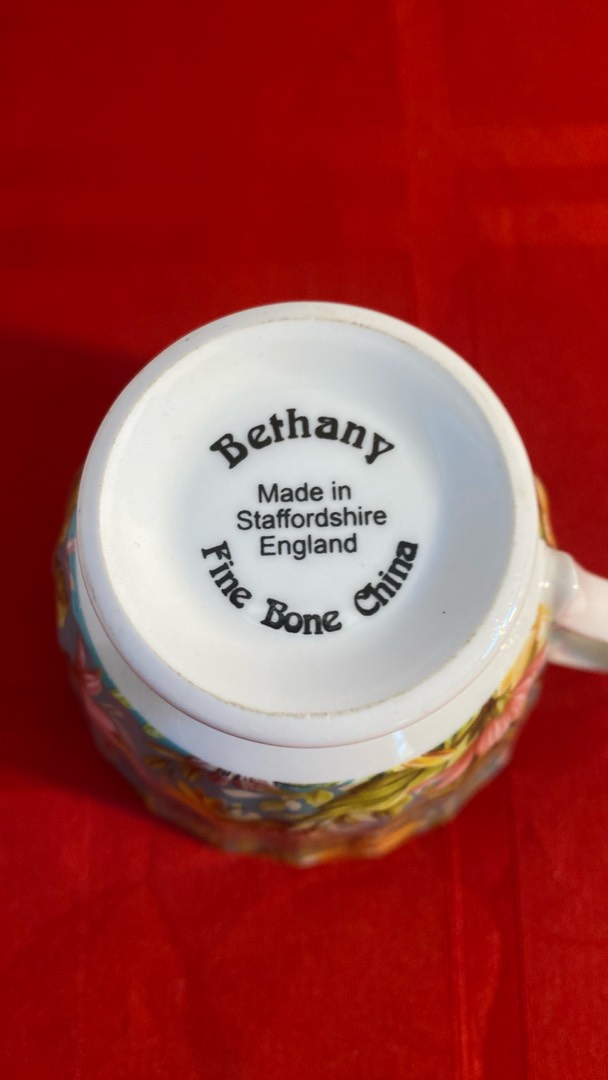 Bethany
Made in
Staffordshire
England
Fine Bone China